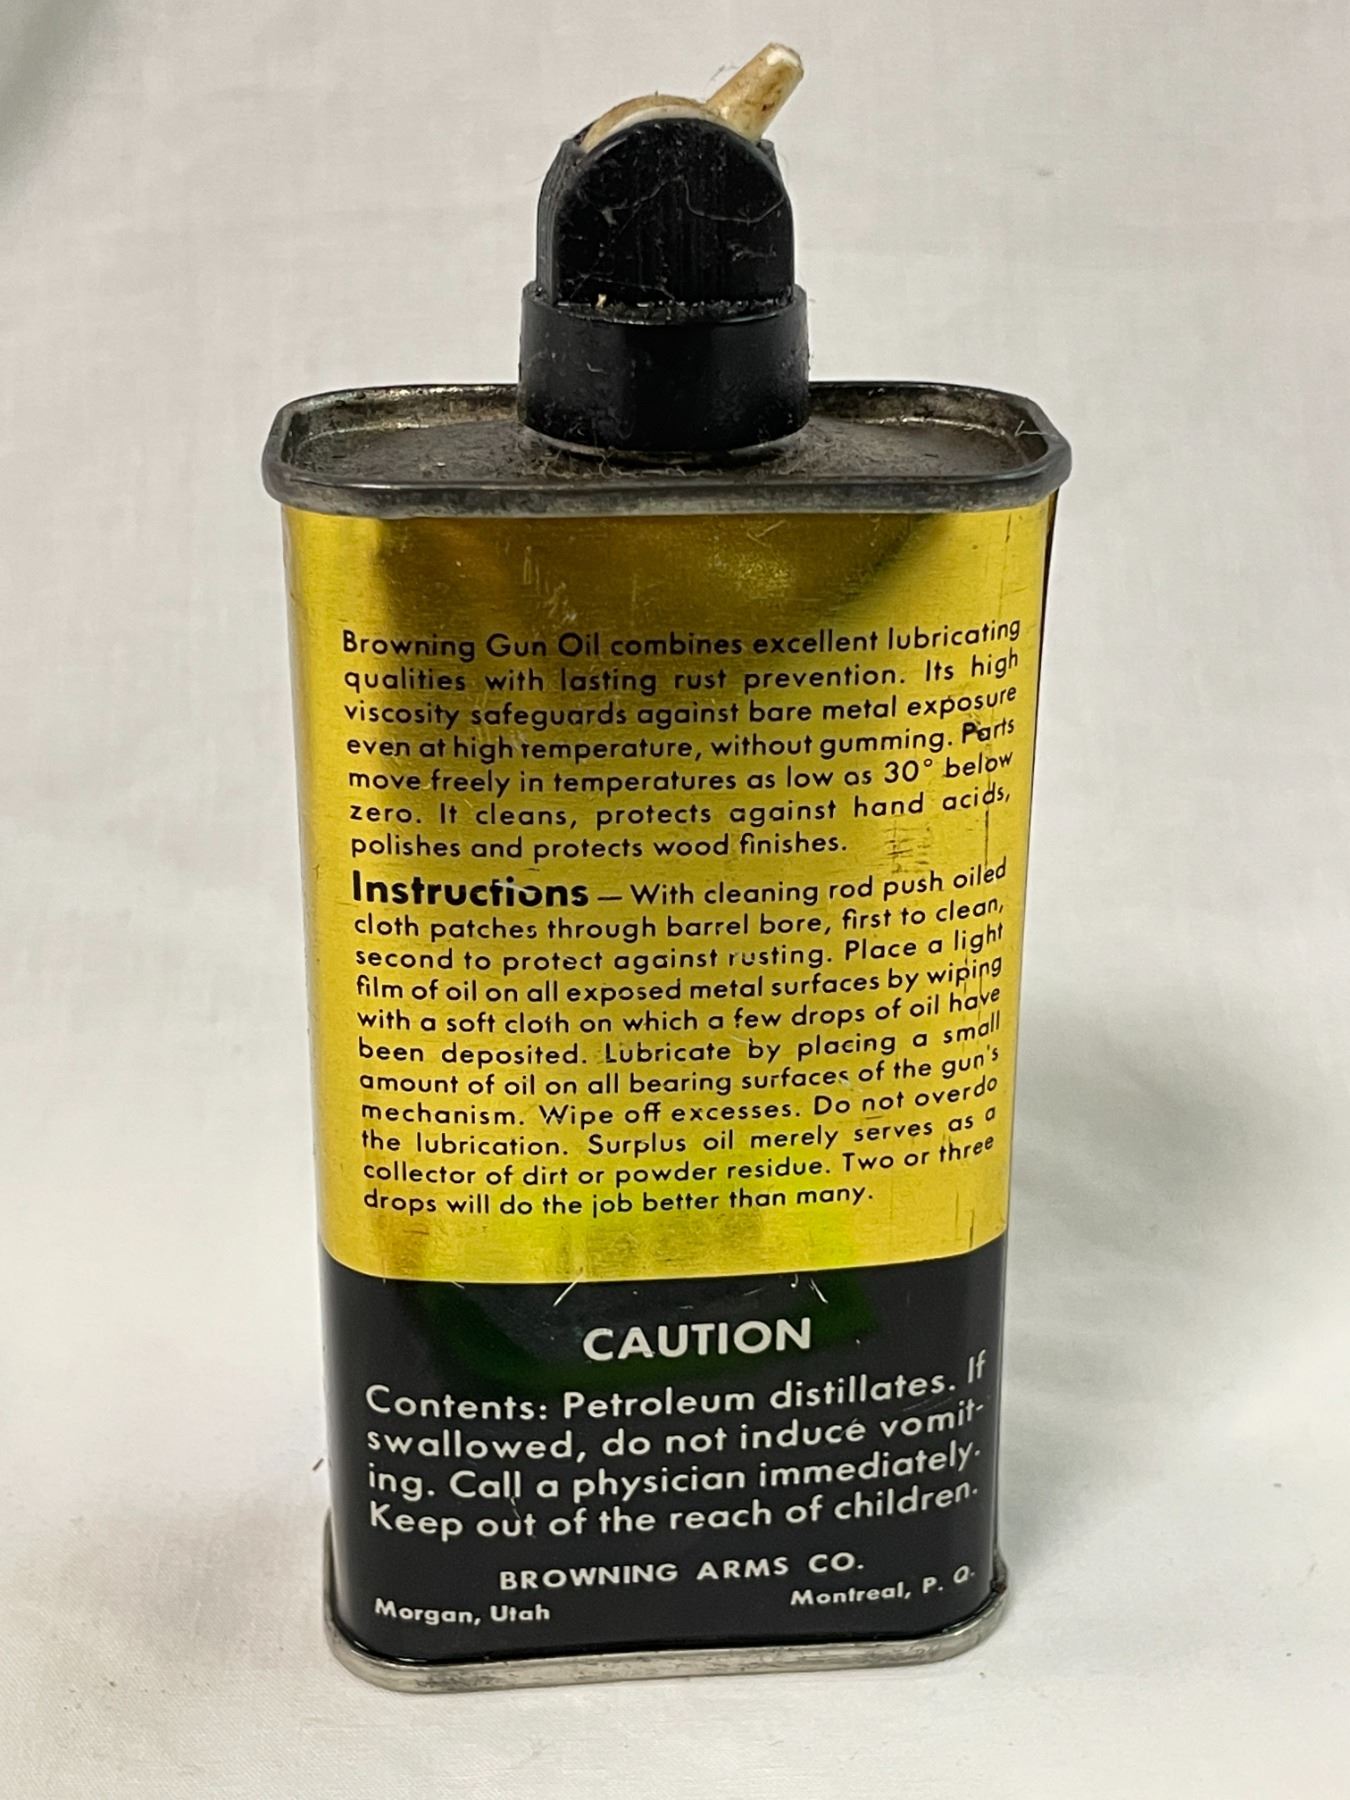 Browning Gun Oil combines excellent lubricating
qualities with lasting rust prevention. Its high
viscosity safeguards against bare metal exposure
even at high temperature, without gumming. Parts
move freely in temperatures as low as 30° below
zero. It cleans, protects against hand acids,
polishes and protects wood finishes.
Instructions — With cleaning rod push oiled
cloth patches through barrel bore, first to clean,
second to protect against rusting. Place a light
film of oil on all exposed metal surfaces by wiping
with a soft cloth on which a few drops of oil have
been deposited. Lubricate by placing a small
amount of oil on all bearing surfaces of the gun's
mechanism. Wipe off excesses. Do not overdo
the lubrication. Surplus oil merely serves as a
collector of dirt or powder residue. Two or three
drops will do the job better than many.
CAUTION
Contents: Petroleum distillates. If
swallowed, do not induce vomit-
ing. Call a physician immediately.
Keep out of the reach of children.
BROWNING ARMS CO.
Morgan, Utah Montreal, P. Q.